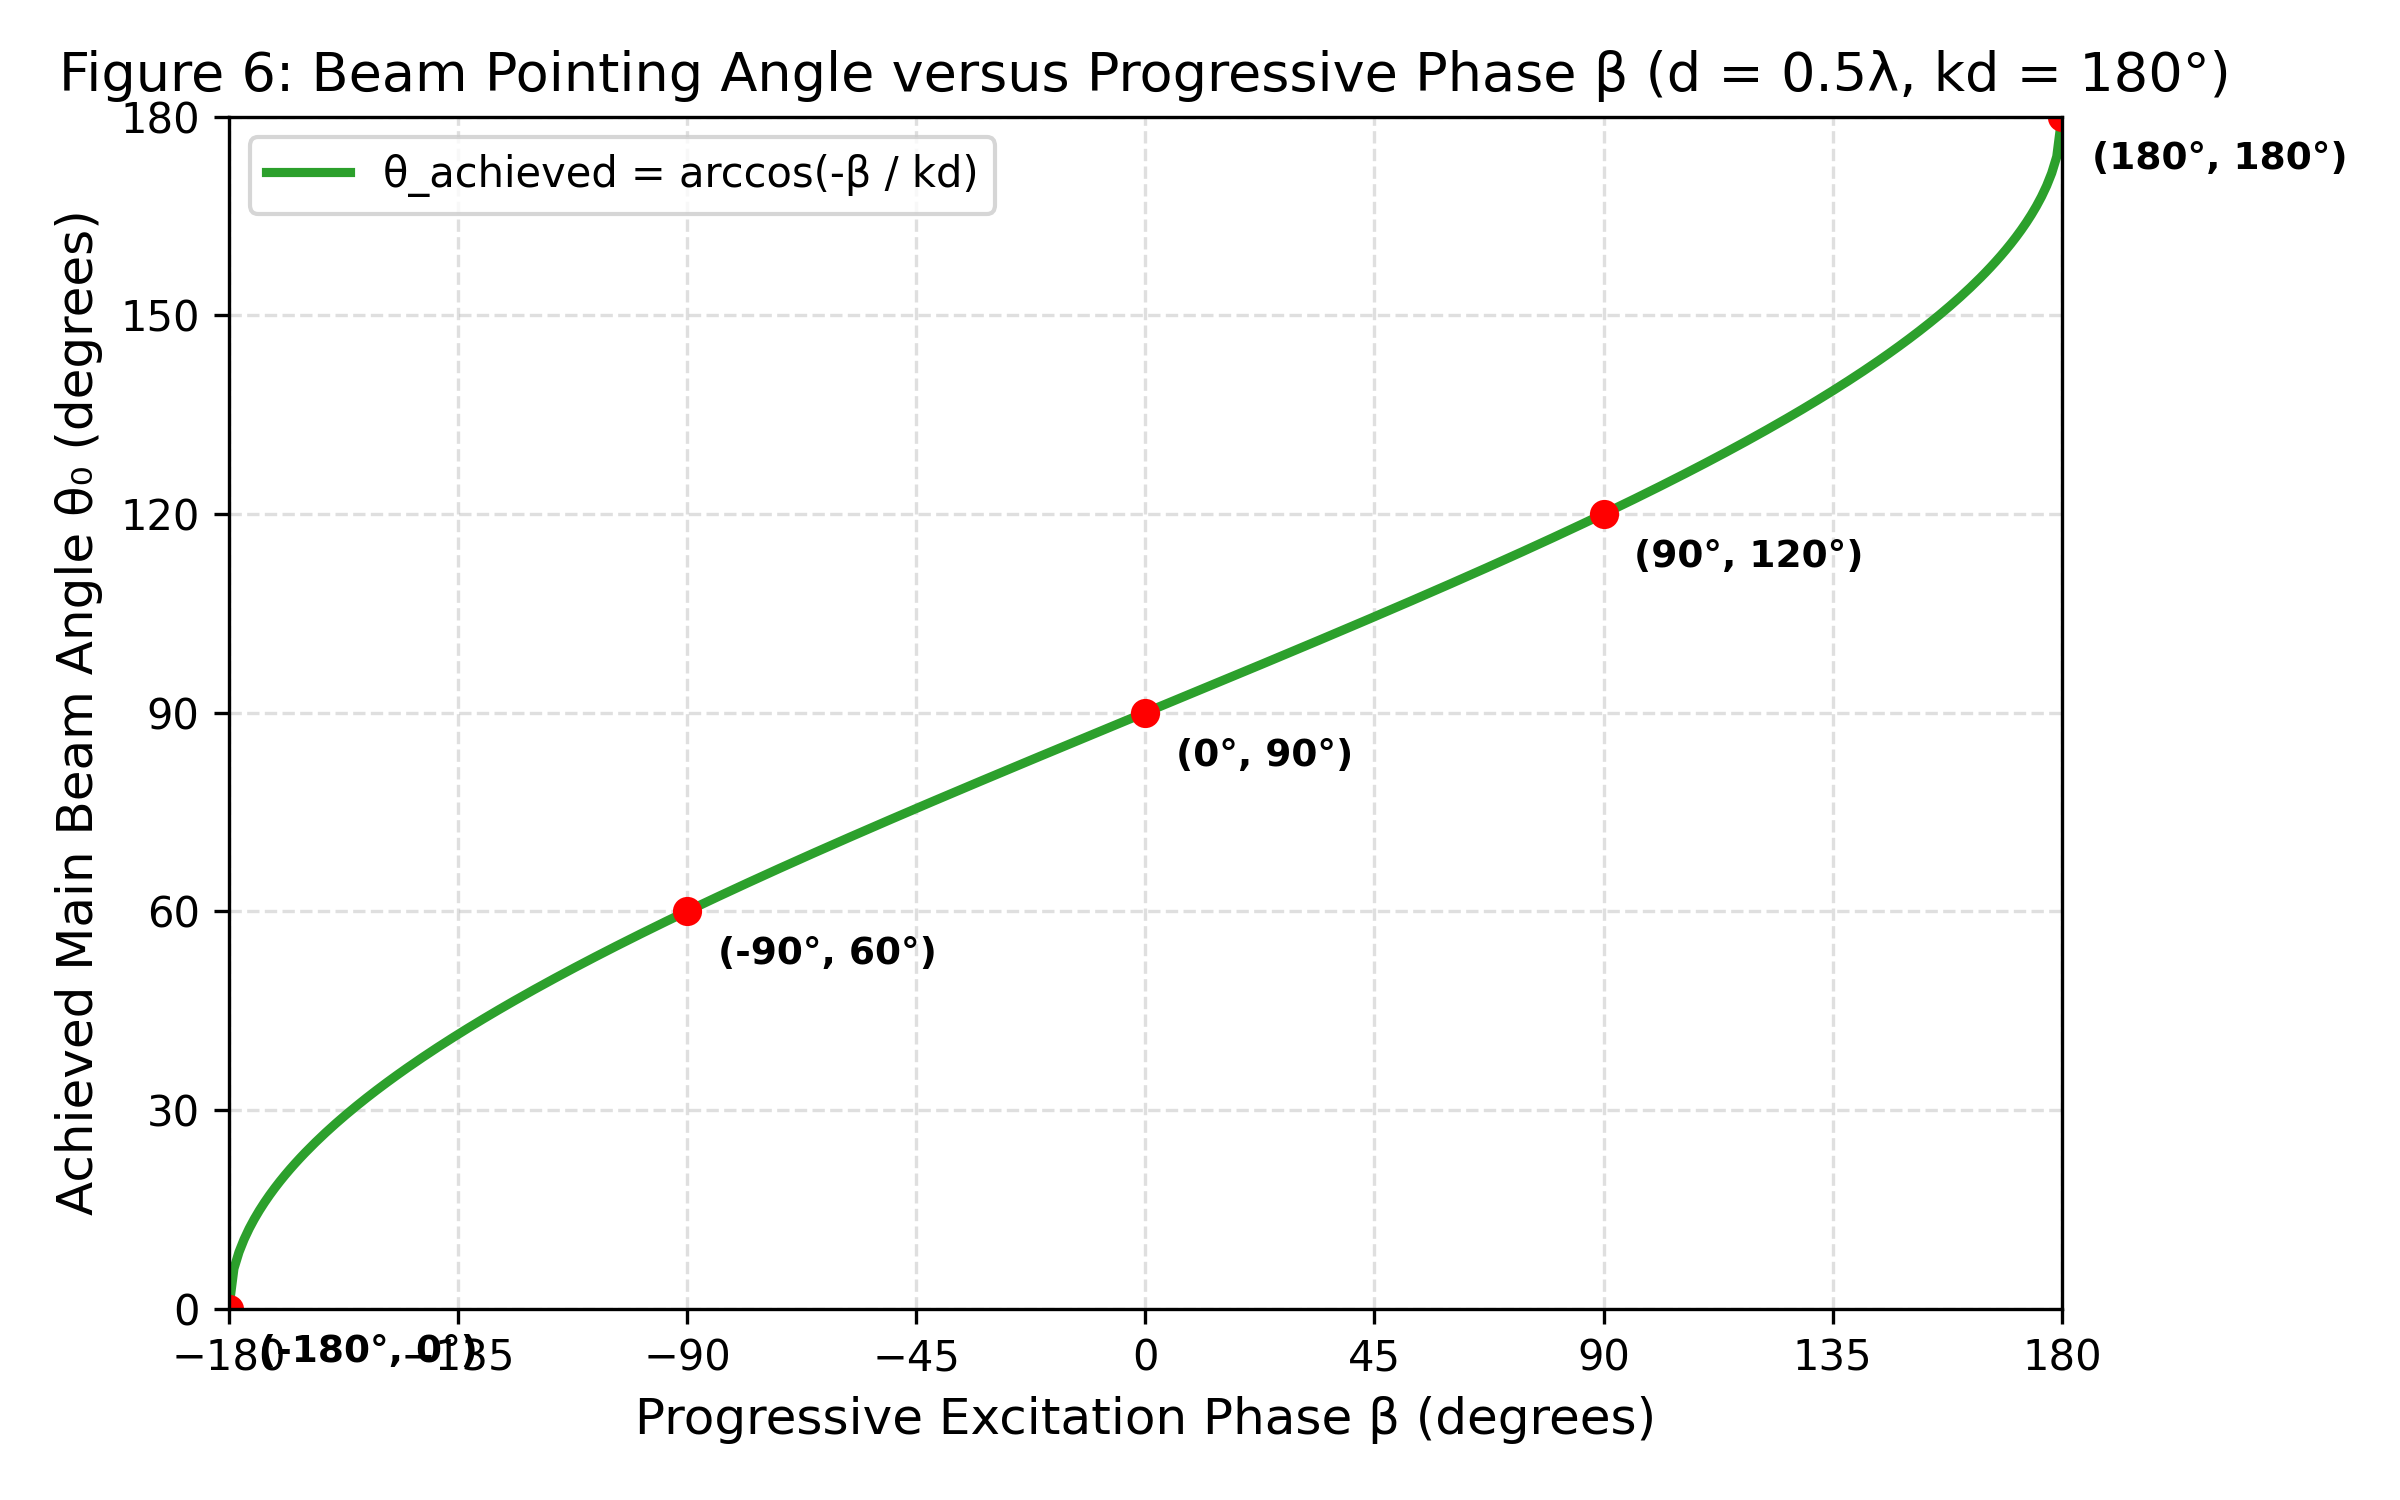 Figure 6: Beam Pointing Angle versus Progressive Phase β (d = 0.5λ, kd = 180°)
θ_achieved = arccos(-β / kd)
Achieved Main Beam Angle θ₀ (degrees)
180
150
120
90
60
30
0
(180°, 180°)
(90°, 120°)
(0°, 90°)
(-90°, 60°)
(-180°, 0°)
−180 −135 −90 −45 0 45 90 135 180
Progressive Excitation Phase β (degrees)